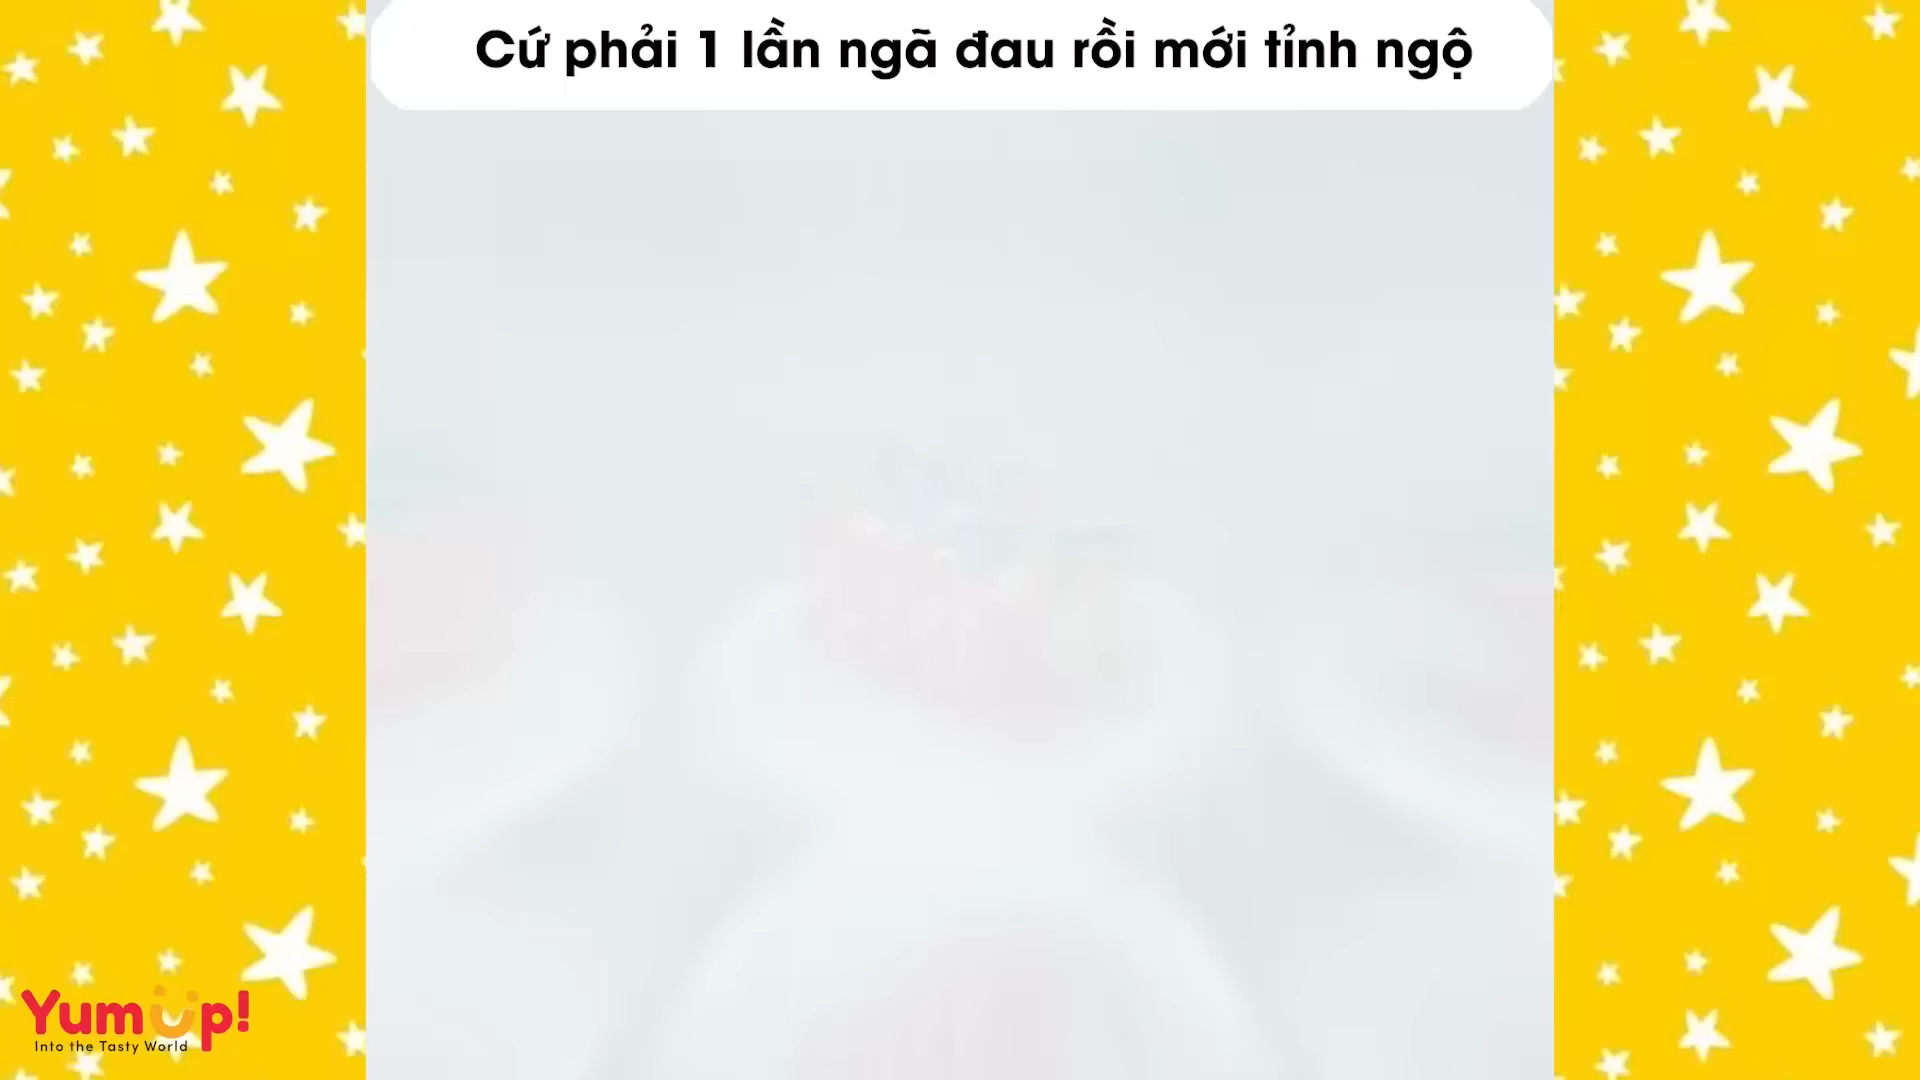 Cứ phải 1 lần ngã đau rồi mới tỉnh ngộ
YumUp!
Into the Tasty World